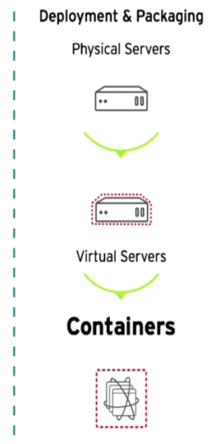 Deployment & Packaging
Physical Servers
Virtual Servers
Containers